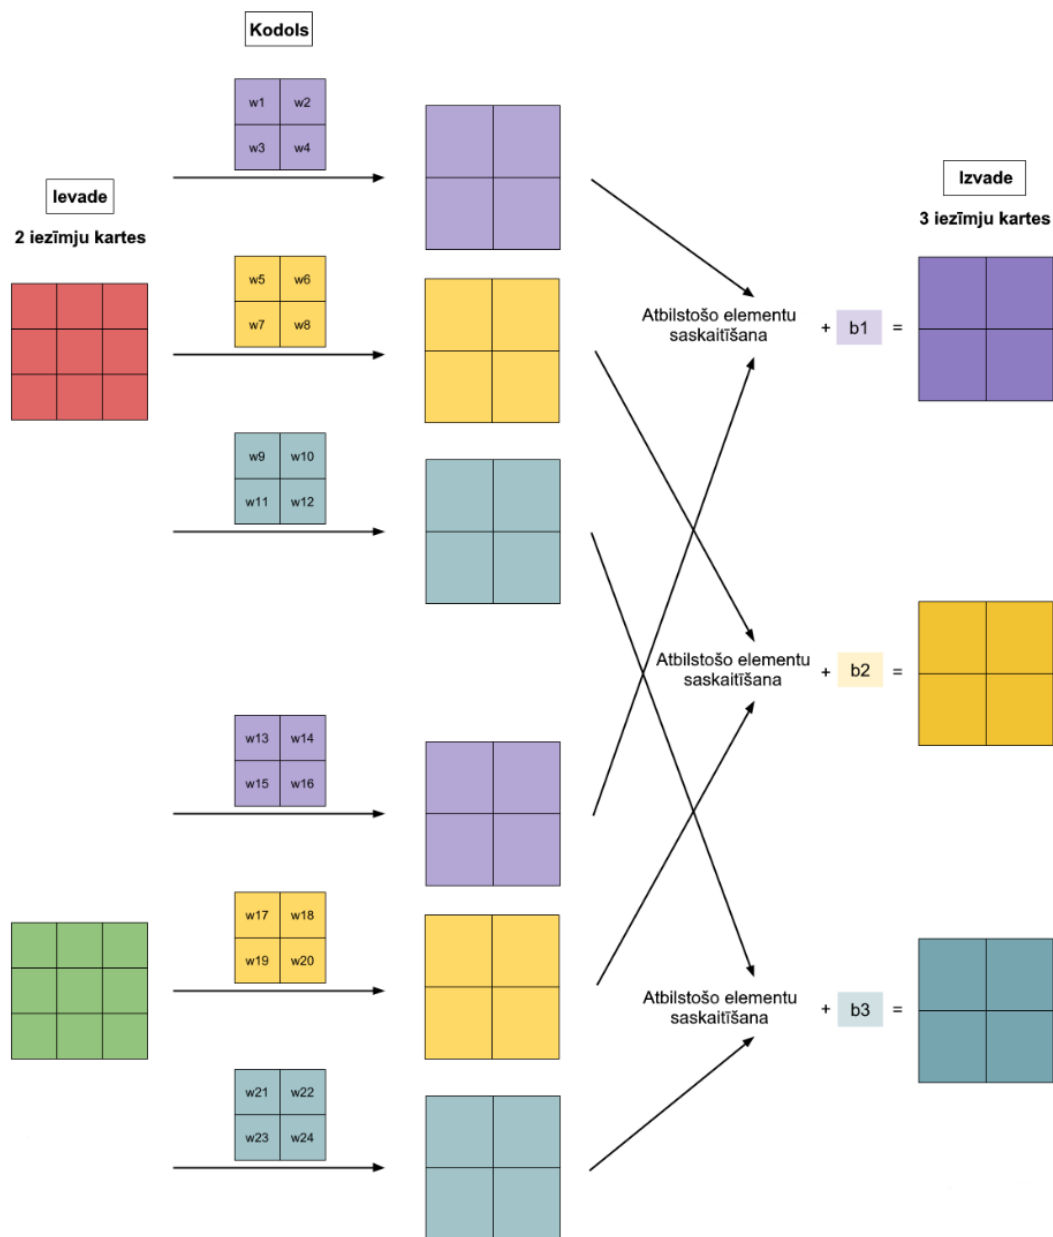 Kodols
w1 w2
w3 w4
Ievade
2 iezīmju kartes
Izvade
3 iezīmju kartes
w5 w6
w7 w8
Atbilstošo elementu
saskaitīšana
+ b1 =
w9 w10
w11 w12
Atbilstošo elementu
saskaitīšana
+ b2 =
w13 w14
w15 w16
w17 w18
w19 w20
Atbilstošo elementu
saskaitīšana
+ b3 =
w21 w22
w23 w24